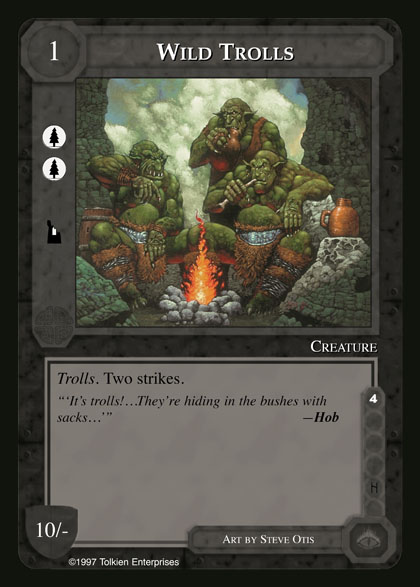 1
WILD TROLLS
CREATURE
Trolls. Two strikes.
“‘It’s trolls!…They’re hiding in the bushes with
sacks…’” —Hob
4
10/-
ART BY STEVE OTIS
©1997 Tolkien Enterprises